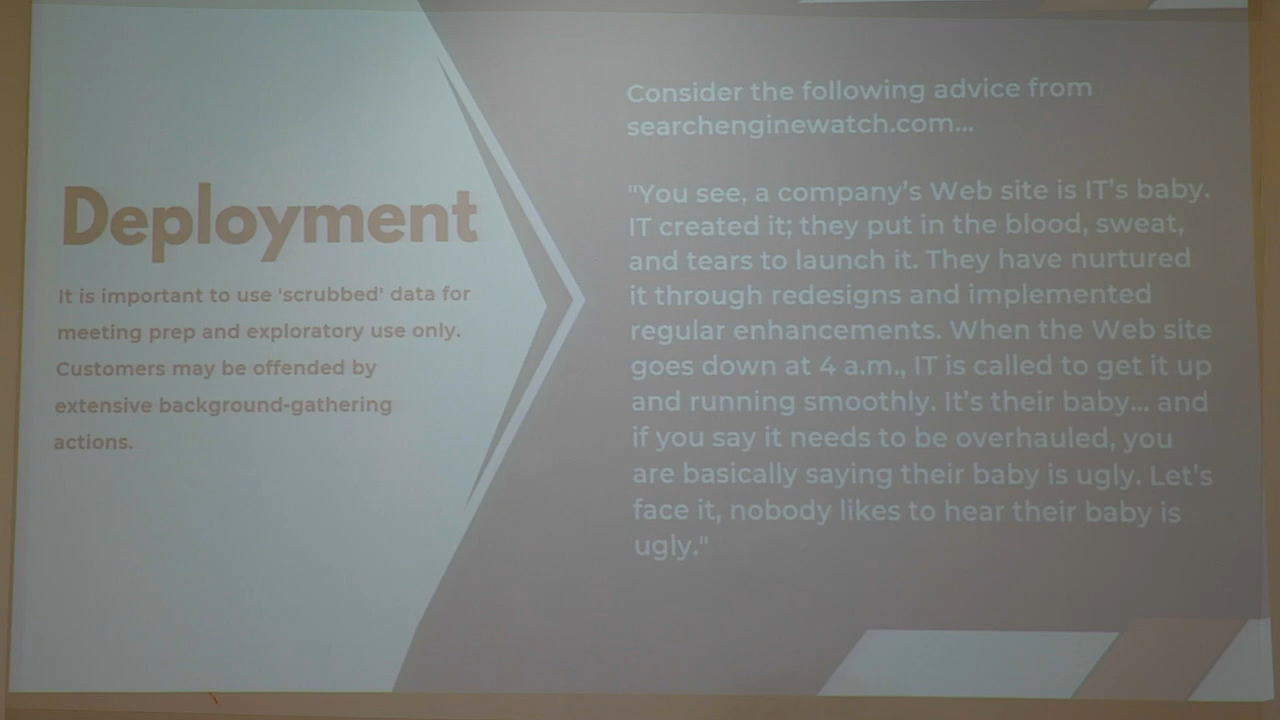 Deployment
It is important to use 'scrubbed' data for
meeting prep and exploratory use only.
Customers may be offended by
extensive background-gathering
actions.
Consider the following advice from
searchenginewatch.com...
"You see, a company's Web site is IT's baby.
IT created it; they put in the blood, sweat,
and tears to launch it. They have nurtured
it through redesigns and implemented
regular enhancements. When the Web site
goes down at 4 a.m., IT is called to get it up
and running smoothly. It's their baby... and
if you say it needs to be overhauled, you
are basically saying their baby is ugly. Let's
face it, nobody likes to hear their baby is
ugly."